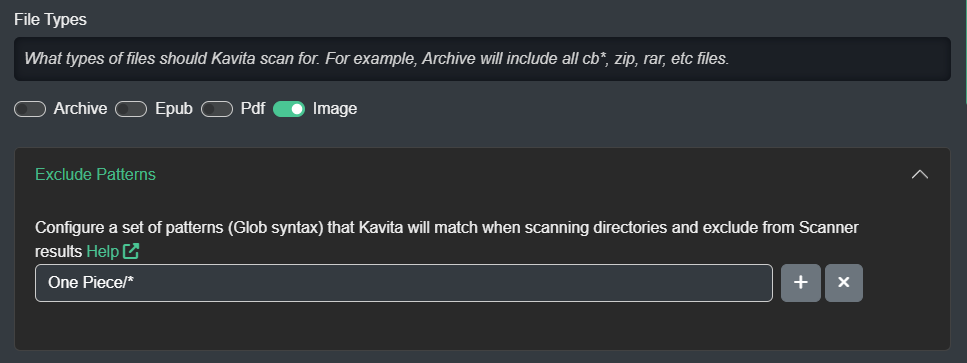 File Types
What types of files should Kavita scan for. For example, Archive will include all cb*, zip, rar, etc files.
Archive Epub Pdf Image
Exclude Patterns
Configure a set of patterns (Glob syntax) that Kavita will match when scanning directories and exclude from Scanner
results Help
One Piece/*